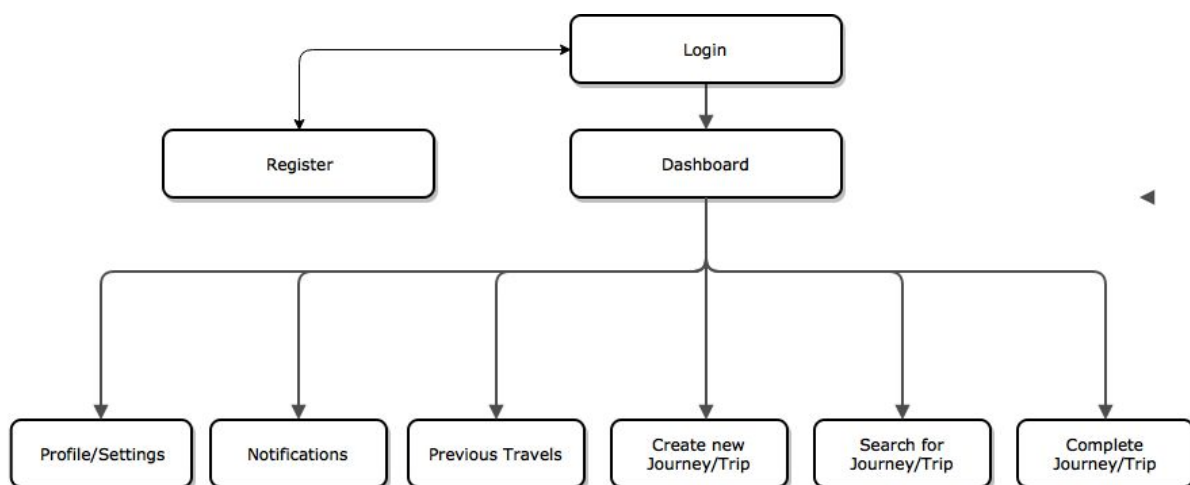 Login
Register
Dashboard
Profile/Settings
Notifications
Previous Travels
Create new
Journey/Trip
Search for
Journey/Trip
Complete
Journey/Trip